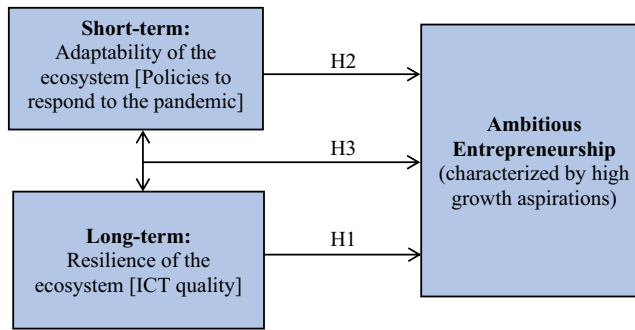 Short-term:
Adaptability of the
ecosystem [Policies to
respond to the pandemic]
H2
H3
Long-term:
Resilience of the
ecosystem [ICT quality]
H1
Ambitious
Entrepreneurship
(characterized by high
growth aspirations)